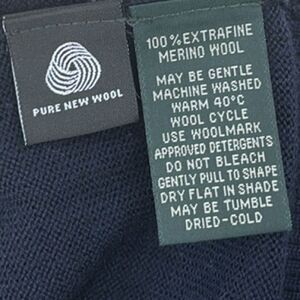 PURE NEW WOOL
100% EXTRAFINE
MERINO WOOL
MAY BE GENTLE
MACHINE WASHED
WARM 40°C
WOOL CYCLE
USE WOOLMARK
APPROVED DETERGENTS
DO NOT BLEACH
GENTLY PULL TO SHAPE
DRY FLAT IN SHADE
MAY BE TUMBLE
DRIED-COLD